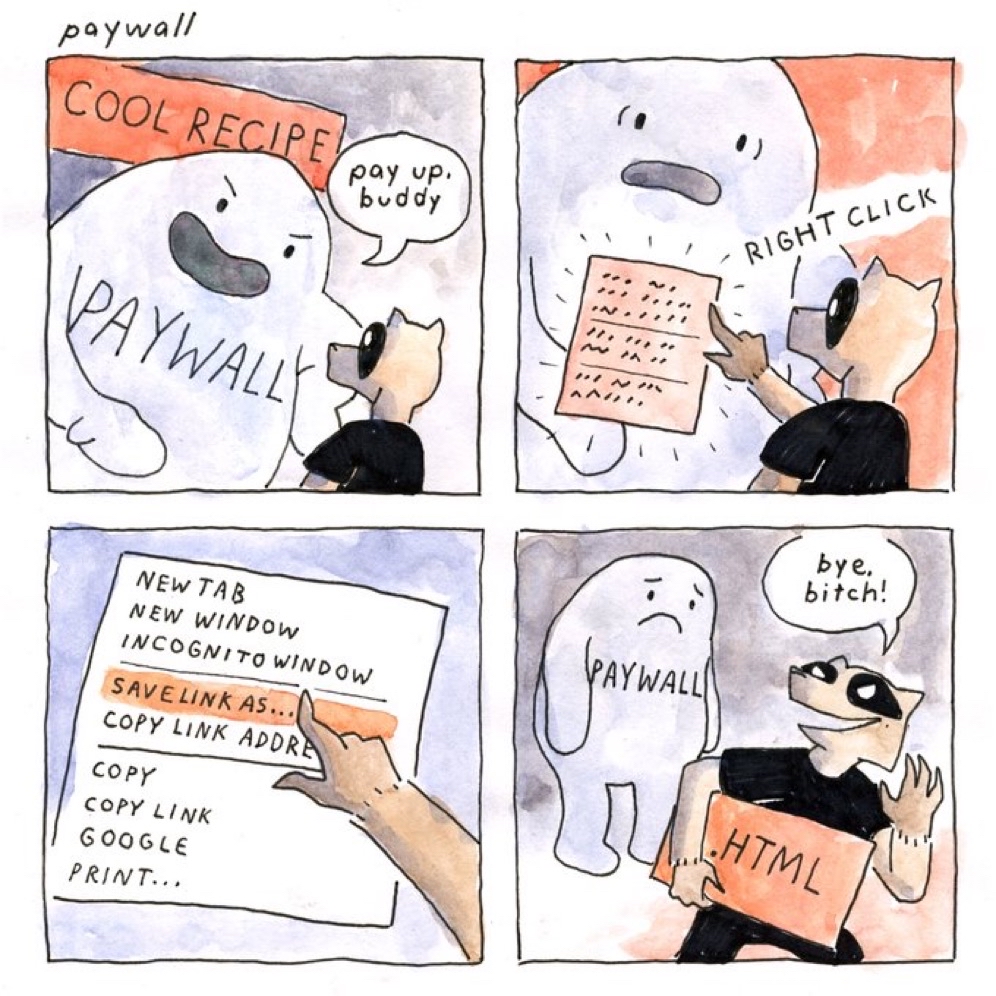 paywall
COOL RECIPE
pay up,
buddy
PAYWALL
RIGHT CLICK
NEW TAB
NEW WINDOW
INCOGNITO WINDOW
SAVE LINK AS...
COPY LINK ADDRE
COPY
COPY LINK
GOOGLE
PRINT...
bye,
bitch!
PAYWALL
.HTML